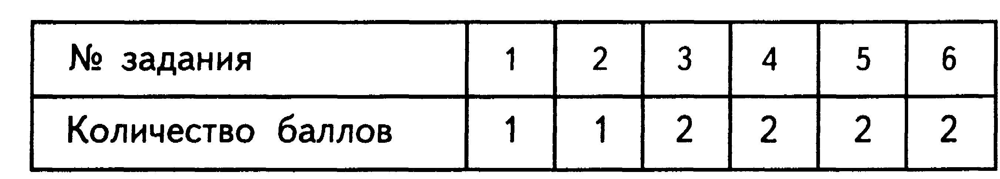 № задания 1 2 3 4 5 6
Количество баллов 1 1 2 2 2 2